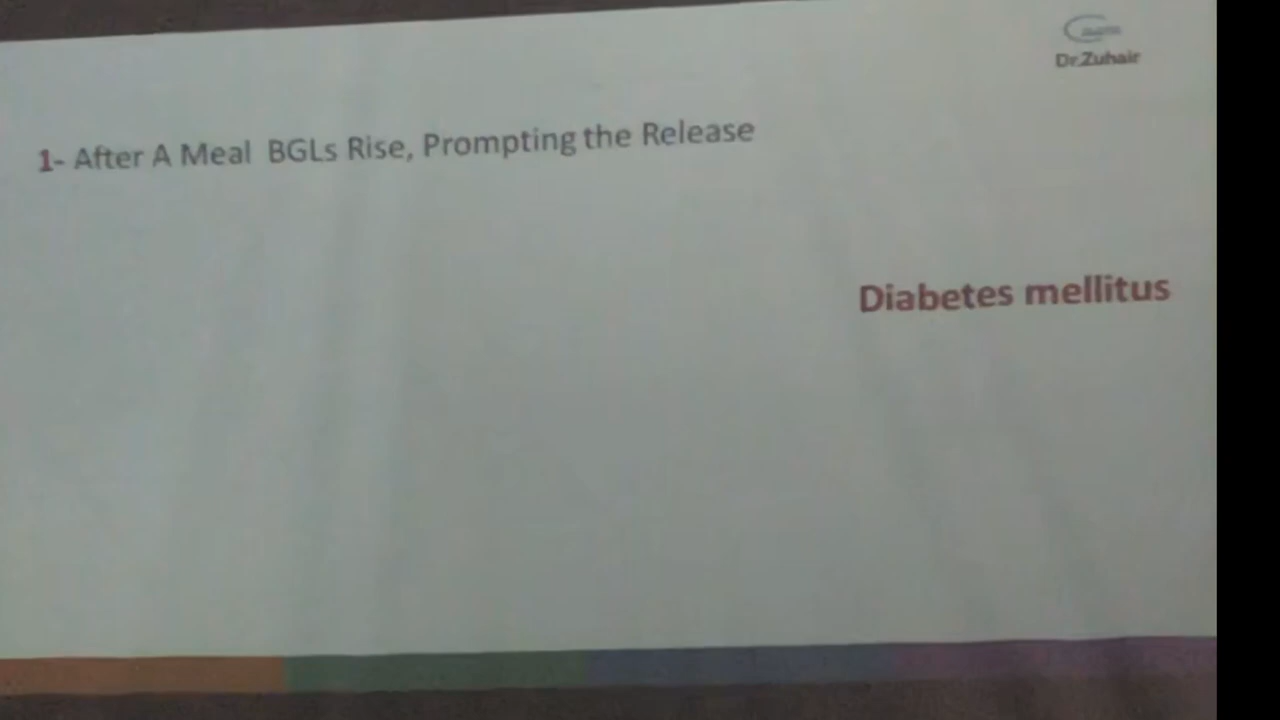 Dr.Zuhair
1- After A Meal BGLs Rise, Prompting the Release
Diabetes mellitus